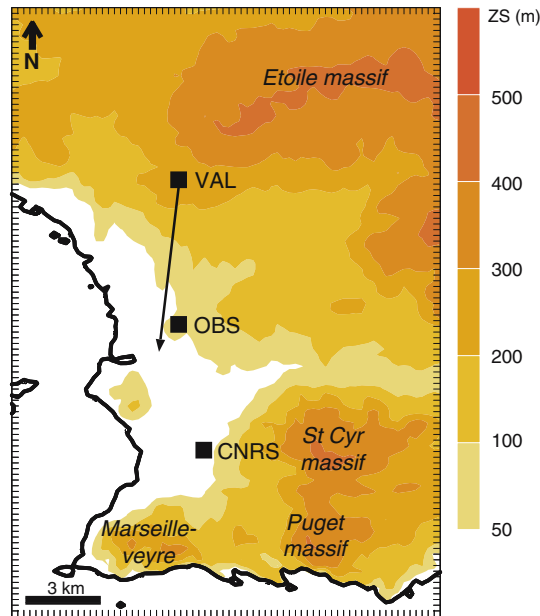 ZS (m)
N
Etoile massif
500
VAL
400
300
OBS
200
St Cyr
massif
CNRS
100
Marseille-
veyre
Puget
massif
50
3 km